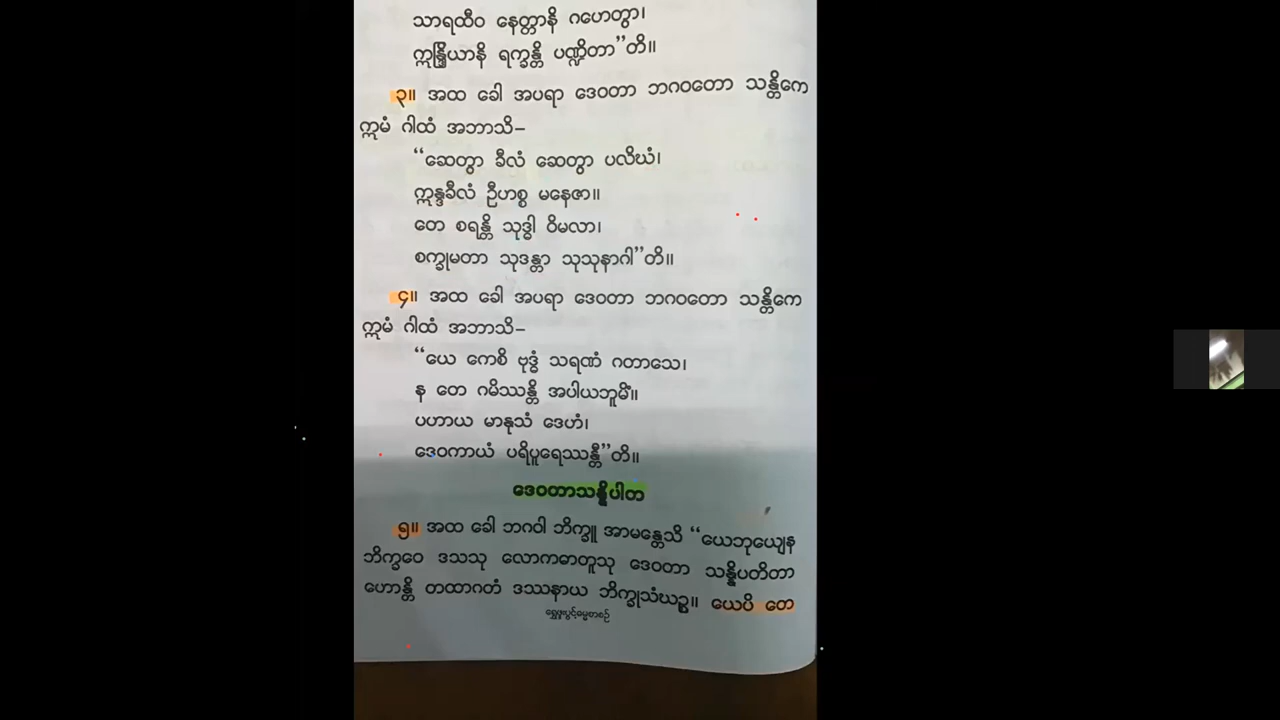 သာရထီဝ နေတ္တာနိ ဂဟေတွာ၊
ဣန္ဒြိယာနိ ရက္ခန္တိ ပဏ္ဍိတာ”တိ။
၃။ အထ ခေါ အပရာ ဒေဝတာ ဘဂဝတော သန္တိကေ
ဣမံ ဂါထံ အဘာသိ–
“ဆေတွာ ခီလံ ဆေတွာ ပလိဃံ၊
ဣန္ဒခီလံ ဦဟစ္စ မနေဇာ။
တေ စရန္တိ သုဒ္ဓါ ဝိမလာ၊
စက္ခုမတာ သုဒန္တာ သုသုနာဂါ”တိ။
၄။ အထ ခေါ အပရာ ဒေဝတာ ဘဂဝတော သန္တိကေ
ဣမံ ဂါထံ အဘာသိ–
“ယေ ကေစိ ဗုဒ္ဓံ သရဏံ ဂတာသေ၊
န တေ ဂမိဿန္တိ အပါယဘူမိံ။
ပဟာယ မာနုသံ ဒေဟံ၊
ဒေဝကာယံ ပရိပူရေဿန္တီ”တိ။
ဒေဝတာသန္နိပါတ
၅။ အထ ခေါ ဘဂဝါ ဘိက္ခူ အာမန္တေသိ “ယေဘုယျေန
ဘိက္ခဝေ ဒသသု လောကဓာတူသု ဒေဝတာ သန္နိပတိတာ
ဟောန္တိ တထာဂတံ ဒဿနာယ ဘိက္ခုသံဃဉ္စ။ ယေပိ တေ